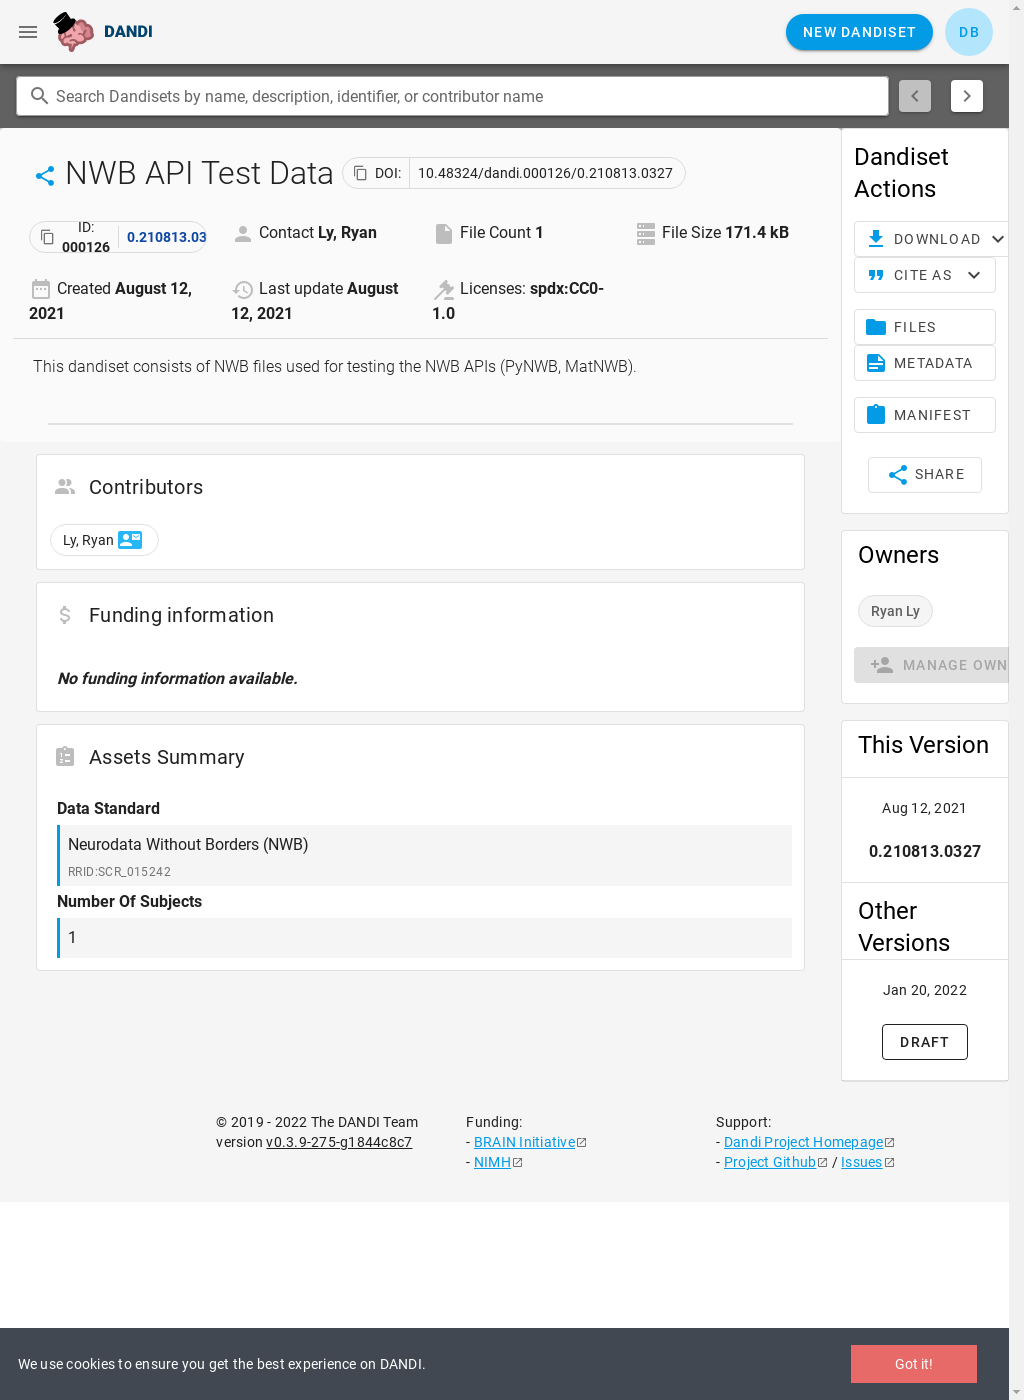 DANDI
NEW DANDISET
DB
Search Dandisets by name, description, identifier, or contributor name
NWB API Test Data
DOI: 10.48324/dandi.000126/0.210813.0327
ID: 000126 0.210813.03
Contact Ly, Ryan
File Count 1
File Size 171.4 kB
Created August 12, 2021
Last update August 12, 2021
Licenses: spdx:CC0-1.0
This dandiset consists of NWB files used for testing the NWB APIs (PyNWB, MatNWB).
Contributors
Ly, Ryan
Funding information
No funding information available.
Assets Summary
Data Standard
Neurodata Without Borders (NWB)
RRID:SCR_015242
Number Of Subjects
1
Dandiset
Actions
DOWNLOAD
CITE AS
FILES
METADATA
MANIFEST
SHARE
Owners
Ryan Ly
MANAGE OWN
This Version
Aug 12, 2021
0.210813.0327
Other
Versions
Jan 20, 2022
DRAFT
© 2019 - 2022 The DANDI Team
version v0.3.9-275-g1844c8c7
Funding:
- BRAIN Initiative
- NIMH
Support:
- Dandi Project Homepage
- Project Github / Issues
We use cookies to ensure you get the best experience on DANDI.
Got it!